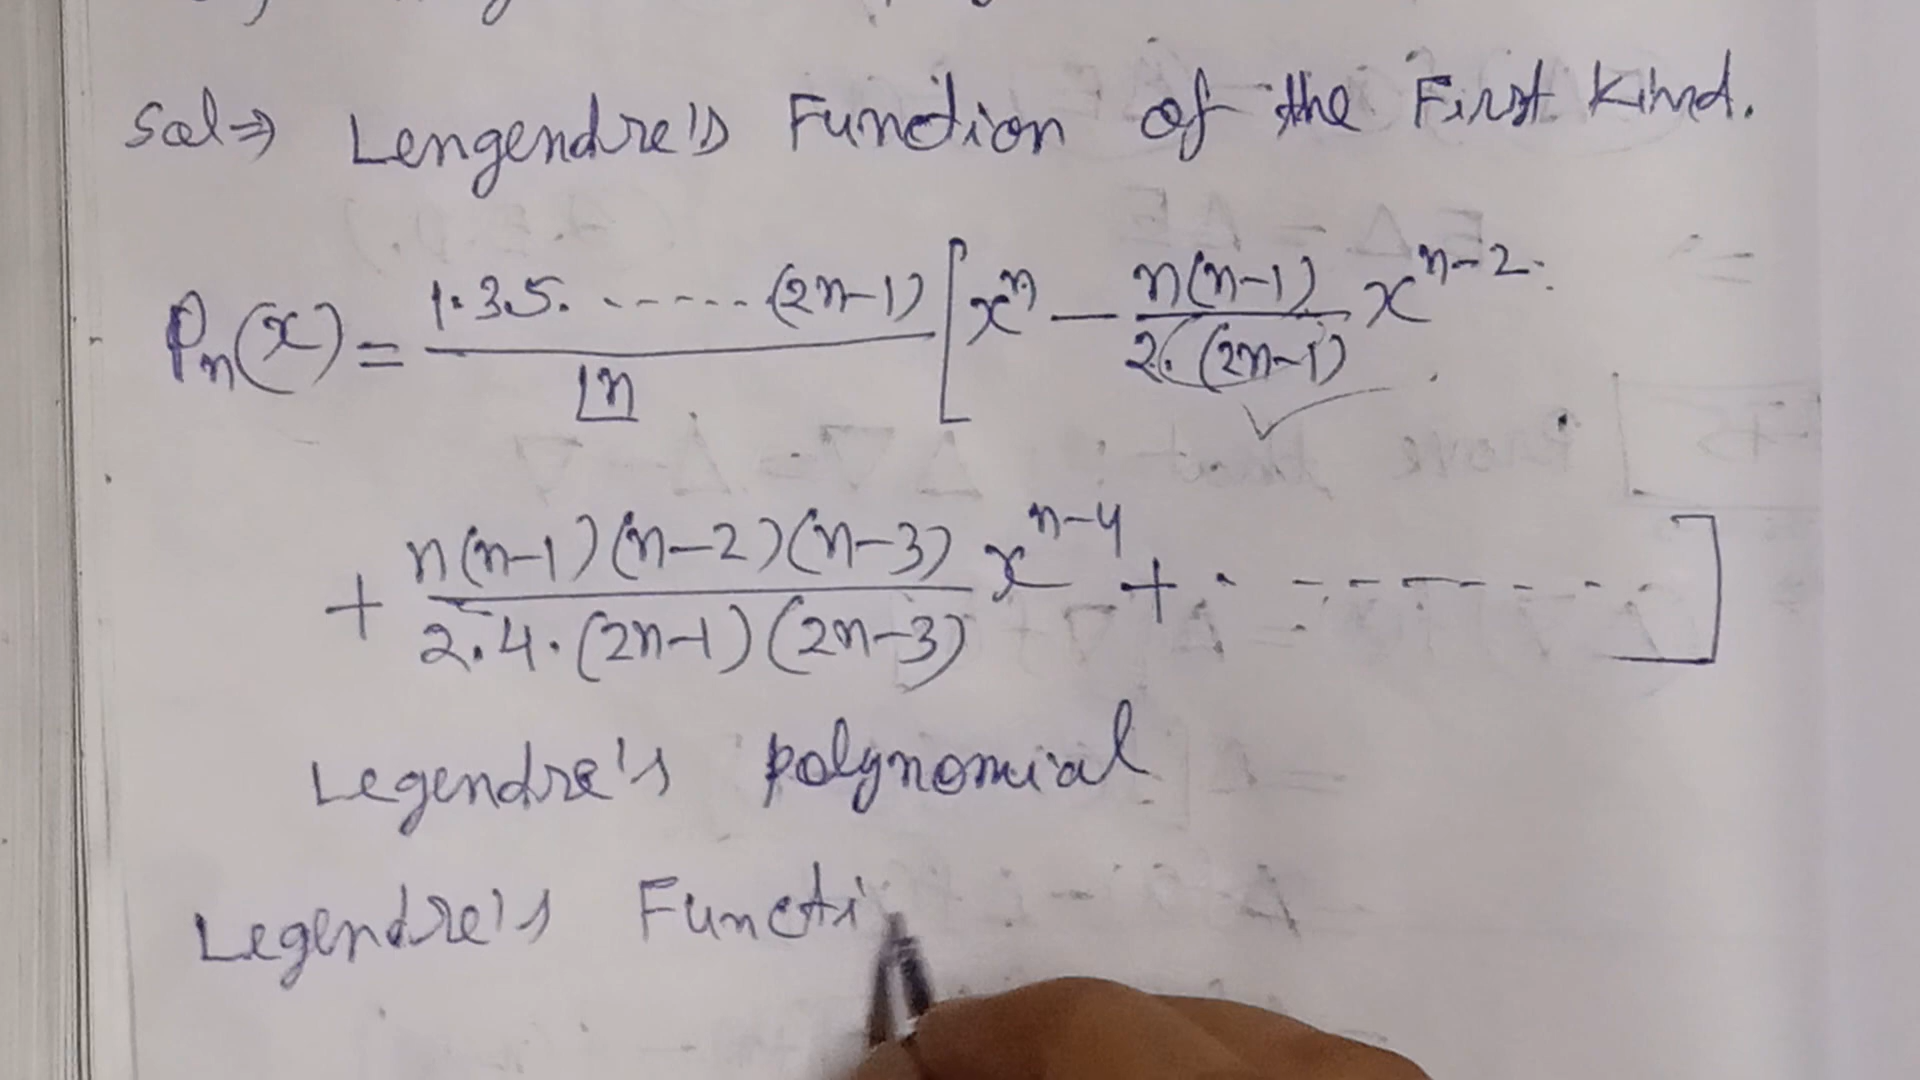 Sol⇒ Lengendre's Function of the First Kind.
Pn(x) = 1.3.5. ------ (2n-1) / ⌊n [ x^n - n(n-1) / 2.(2n-1) x^n-2
+ n(n-1)(n-2)(n-3) / 2.4.(2n-1)(2n-3) x^n-4 + - - - - - - - - ]
Legendre's polynomial
Legendre's Functi